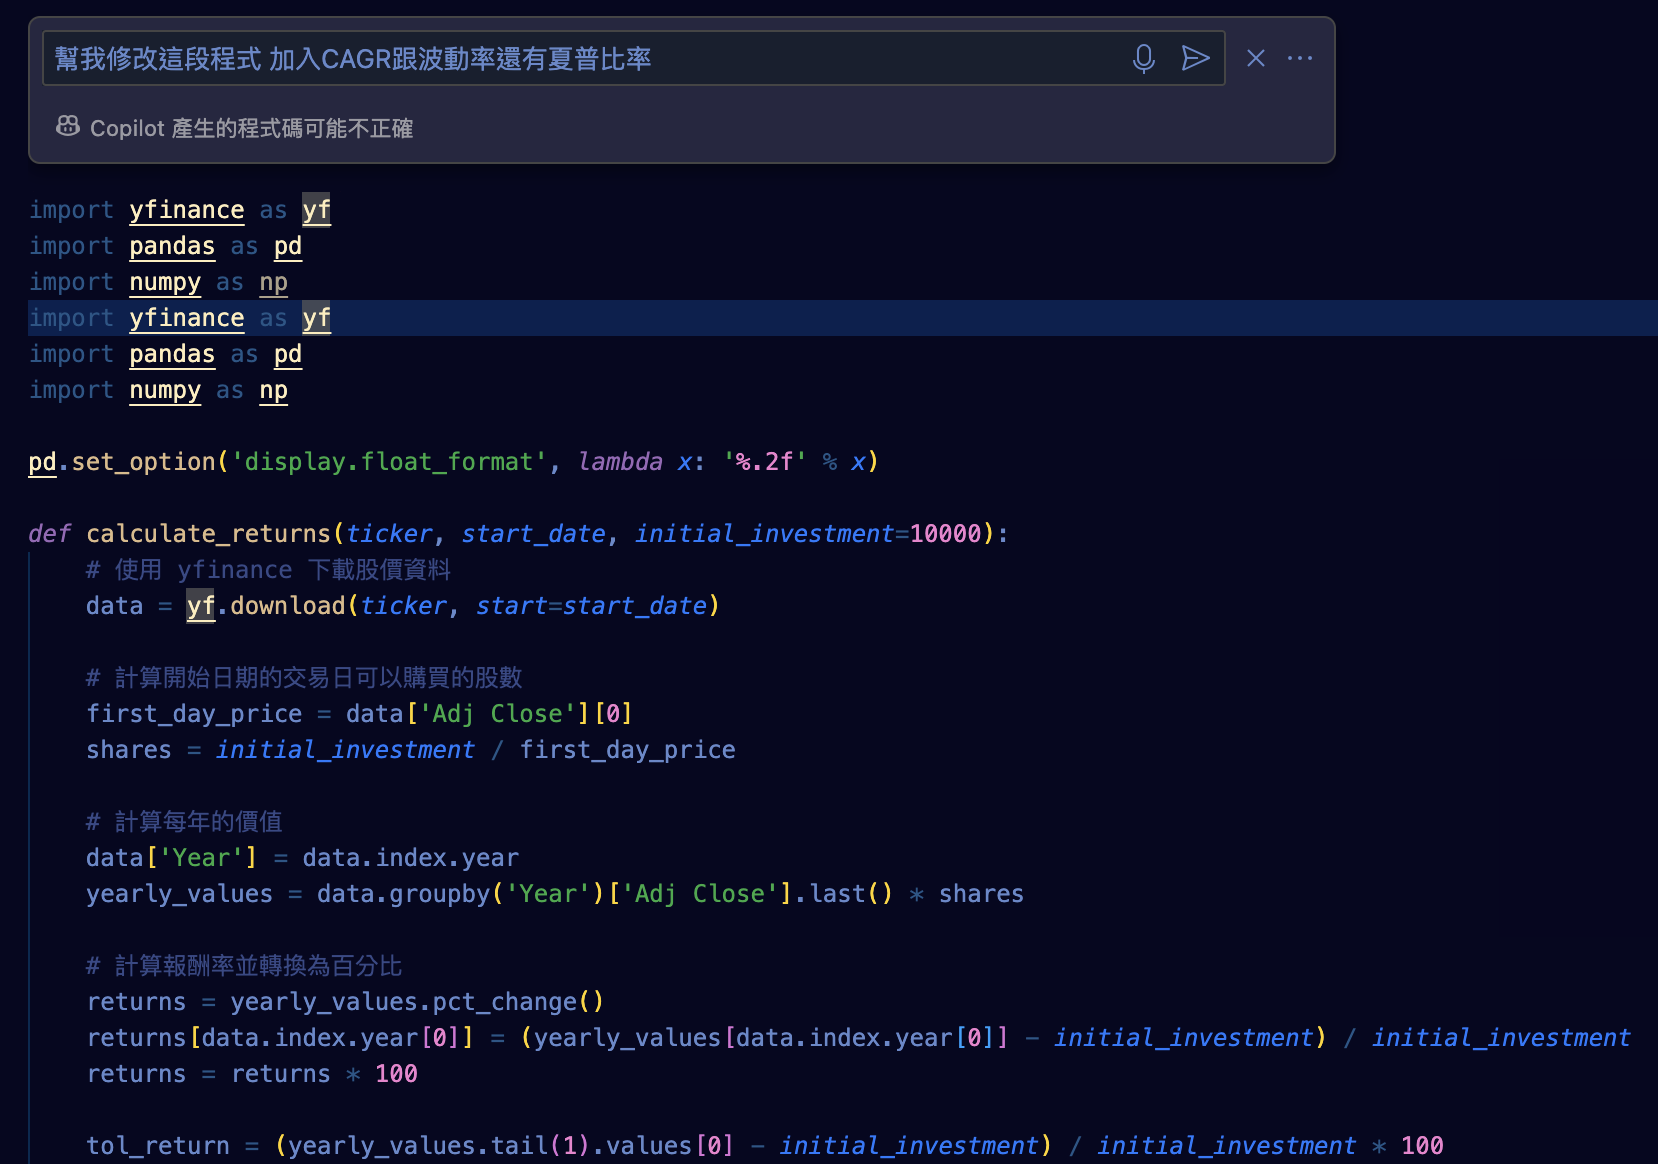 幫我修改這段程式 加入CAGR跟波動率還有夏普比率
Copilot 產生的程式碼可能不正確
import yfinance as yf
import pandas as pd
import numpy as np
import yfinance as yf
import pandas as pd
import numpy as np
pd.set_option('display.float_format', lambda x: '%.2f' % x)
def calculate_returns(ticker, start_date, initial_investment=10000):
# 使用 yfinance 下載股價資料
data = yf.download(ticker, start=start_date)
# 計算開始日期的交易日可以購買的股數
first_day_price = data['Adj Close'][0]
shares = initial_investment / first_day_price
# 計算每年的價值
data['Year'] = data.index.year
yearly_values = data.groupby('Year')['Adj Close'].last() * shares
# 計算報酬率並轉換為百分比
returns = yearly_values.pct_change()
returns[data.index.year[0]] = (yearly_values[data.index.year[0]] - initial_investment) / initial_investment
returns = returns * 100
tol_return = (yearly_values.tail(1).values[0] - initial_investment) / initial_investment * 100